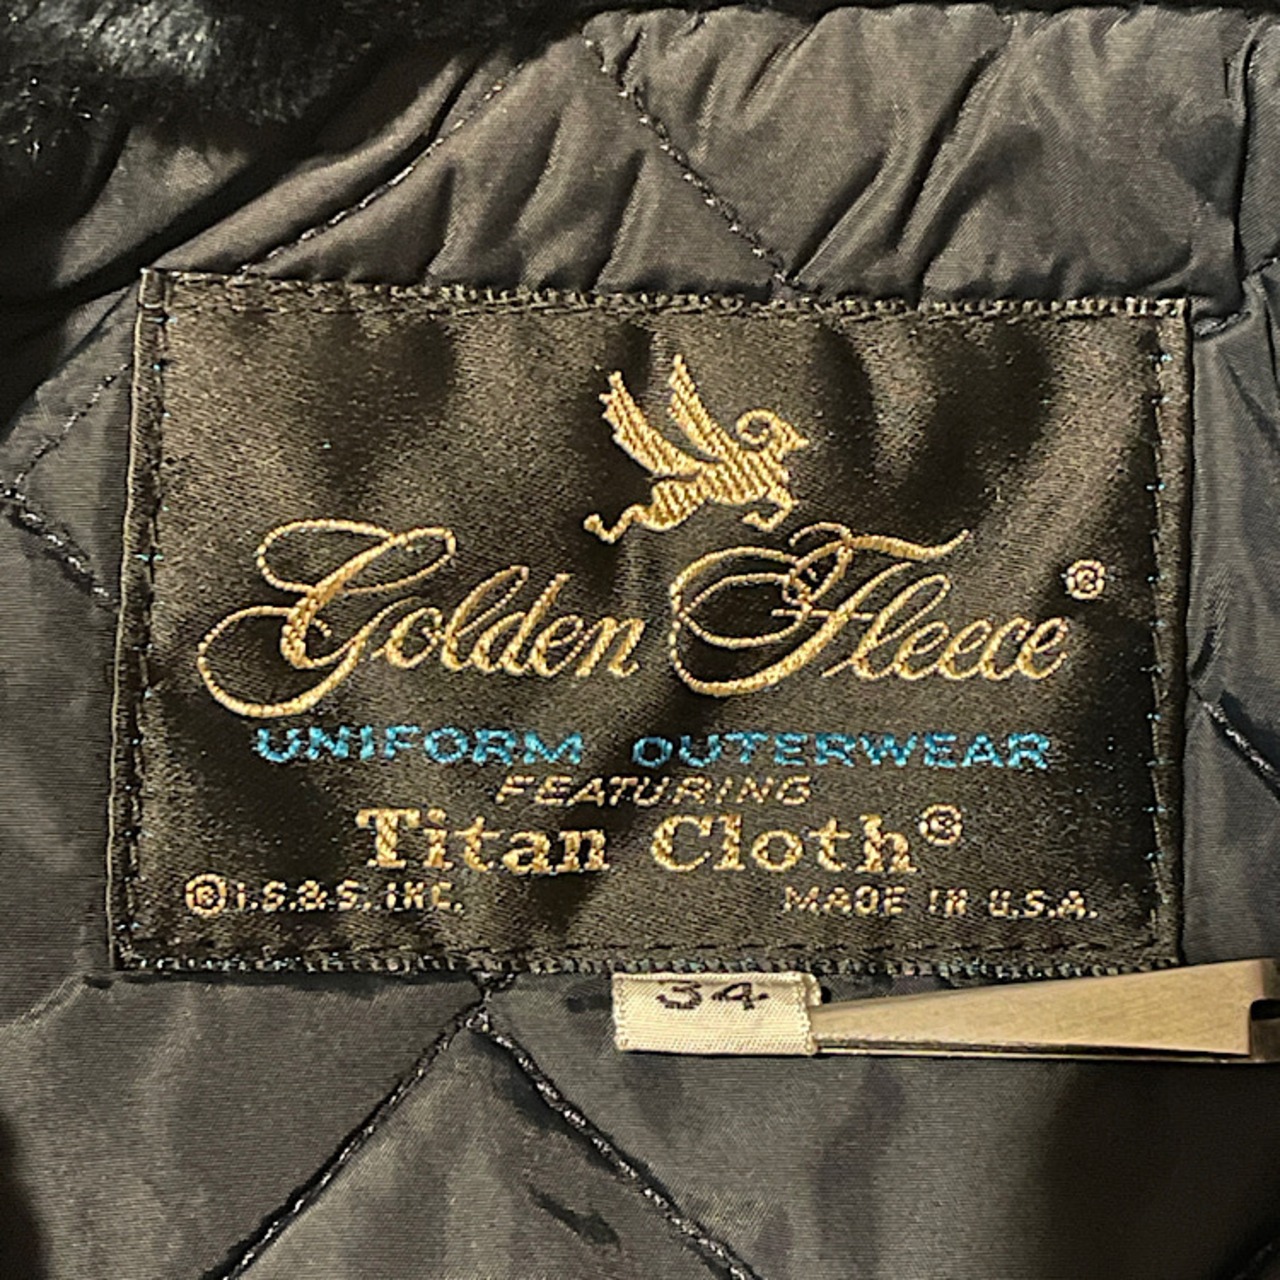 Golden Fleece®
UNIFORM OUTERWEAR
FEATURING
Titan Cloth®
©I.S.&S. INC. MADE IN U.S.A.
34